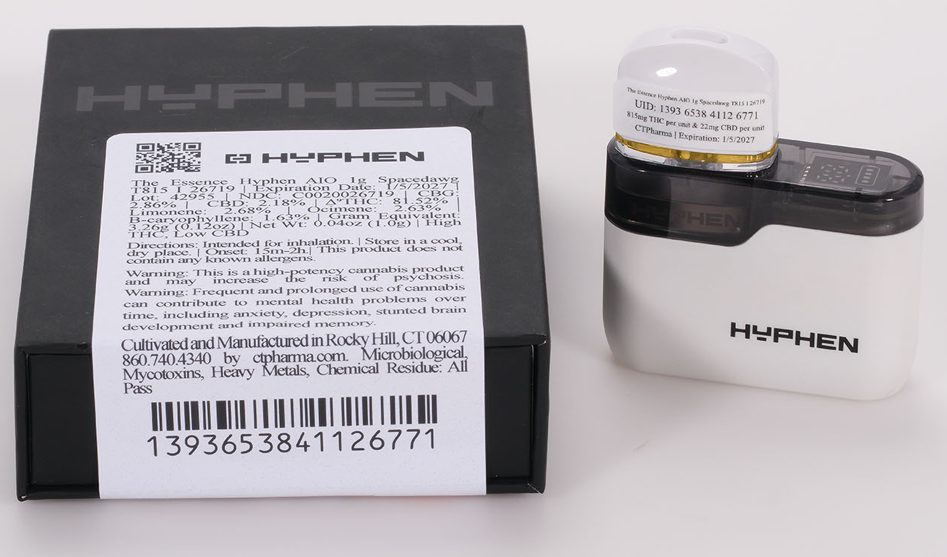 HYPHEN
HYPHEN
The Essence Hyphen AIO 1g Spacedawg
T815 I 26719 | Expiration Date: 1/5/2027 |
Lot: 42955 | NDC: C0020026719 | CBG:
2.86% | CBD: 2.18% | Δ⁹THC: 81.52% |
Limonene: 2.68% | Ocimene: 2.63% |
B-caryophyllene: 1.63% | Gram Equivalent:
3.26g (0.12oz) | Net Wt: 0.04oz (1.0g) | High
THC, Low CBD
Directions: Intended for inhalation. | Store in a cool,
dry place. | Onset: 15m-2h.| This product does not
contain any known allergens.
Warning: This is a high-potency cannabis product
and may increase the risk of psychosis.
Warning: Frequent and prolonged use of cannabis
can contribute to mental health problems over
time, including anxiety, depression, stunted brain
development and impaired memory.
Cultivated and Manufactured in Rocky Hill, CT 06067
860.740.4340 by ctpharma.com. Microbiological,
Mycotoxins, Heavy Metals, Chemical Residue: All
Pass
1393653841126771
The Essence Hyphen AIO 1g Spacedawg T815 I 26719
UID: 1393 6538 4112 6771
815mg THC per unit & 22mg CBD per unit
CTPharma | Expiration: 1/5/2027
HYPHEN
HYPHEN